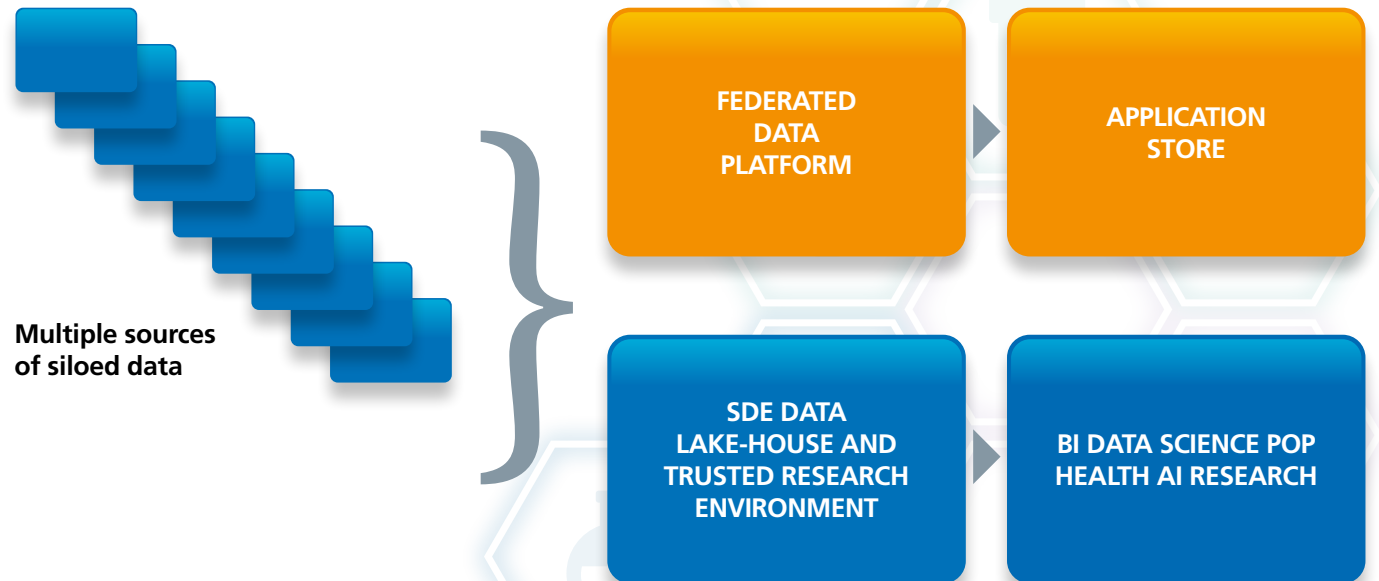 Multiple sources
of siloed data
FEDERATED
DATA
PLATFORM
APPLICATION
STORE
SDE DATA
LAKE-HOUSE AND
TRUSTED RESEARCH
ENVIRONMENT
BI DATA SCIENCE POP
HEALTH AI RESEARCH